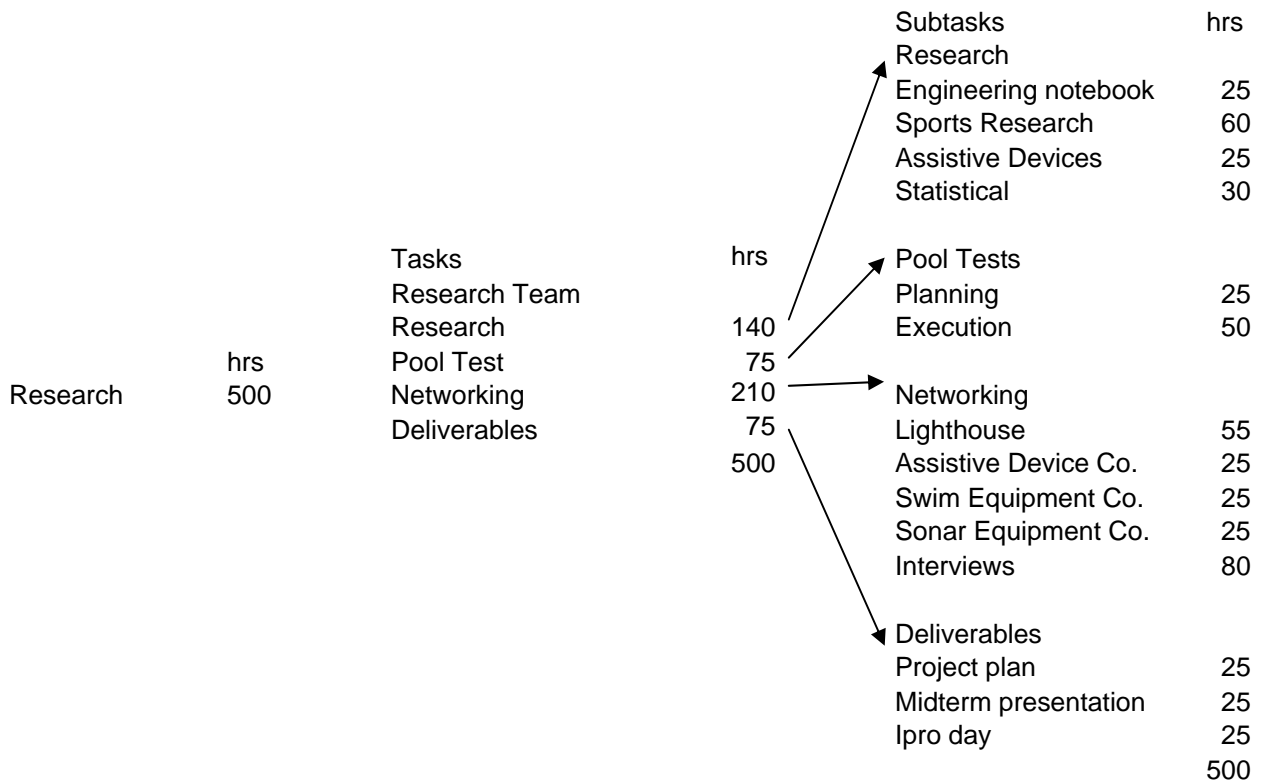 Research
hrs
500
Tasks hrs
Research Team
Research 140
Pool Test 75
Networking 210
Deliverables 75
500
Subtasks hrs
Research
Engineering notebook 25
Sports Research 60
Assistive Devices 25
Statistical 30
Pool Tests
Planning 25
Execution 50
Networking
Lighthouse 55
Assistive Device Co. 25
Swim Equipment Co. 25
Sonar Equipment Co. 25
Interviews 80
Deliverables
Project plan 25
Midterm presentation 25
Ipro day 25
500